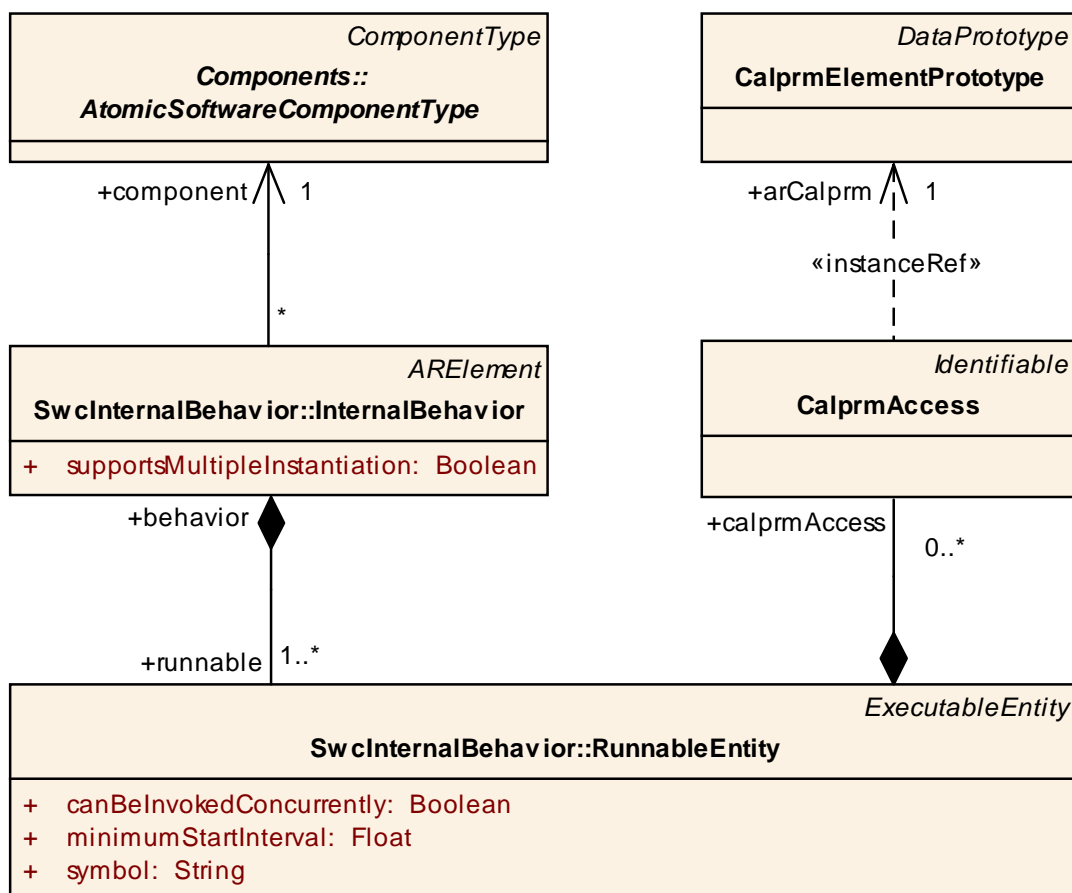 ComponentType
Components::
AtomicSoftwareComponentType
DataPrototype
CalprmElementPrototype
+component 1
+arCalprm 1
«instanceRef»
*
ARElement
SwcInternalBehavior::InternalBehavior
+ supportsMultipleInstantiation: Boolean
Identifiable
CalprmAccess
+behavior
+calprmAccess
0..*
+runnable 1..*
ExecutableEntity
SwcInternalBehavior::RunnableEntity
+ canBeInvokedConcurrently: Boolean
+ minimumStartInterval: Float
+ symbol: String